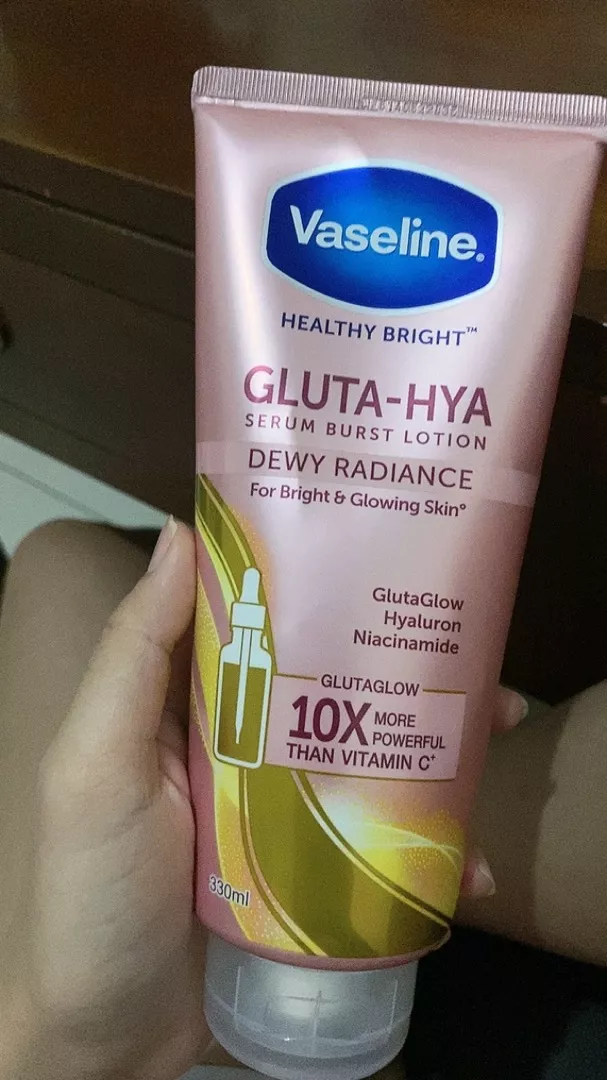 Vaseline®
HEALTHY BRIGHT™
GLUTA-HYA
SERUM BURST LOTION
DEWY RADIANCE
For Bright & Glowing Skin°
GlutaGlow
Hyaluron
Niacinamide
GLUTAGLOW
10X MORE
POWERFUL
THAN VITAMIN C⁺
330ml